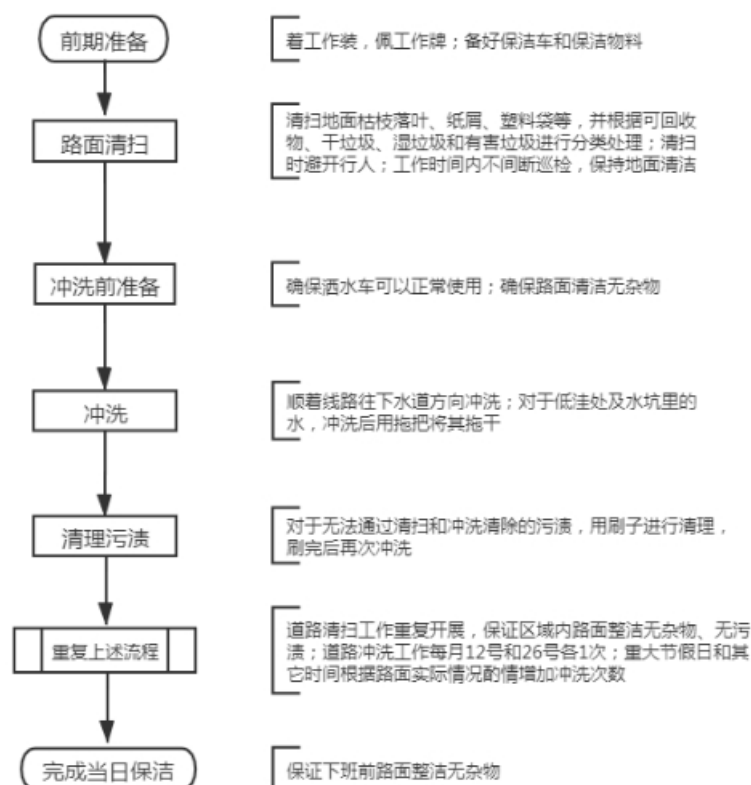 前期准备
着工作装，佩工作牌；备好保洁车和保洁物料
路面清扫
清扫地面枯枝落叶、纸屑、塑料袋等，并根据可回收
物、干垃圾、湿垃圾和有害垃圾进行分类处理；清扫
时避开行人；工作时间内不间断巡检，保持地面清洁
冲洗前准备
确保洒水车可以正常使用；确保路面清洁无杂物
冲洗
顺着线路往下水道方向冲洗；对于低洼处及水坑里的
水，冲洗后用拖把将其拖干
清理污渍
对于无法通过清扫和冲洗清除的污渍，用刷子进行清理，
刷完后再次冲洗
重复上述流程
道路清扫工作重复开展，保证区域内路面整洁无杂物、无污
渍；道路冲洗工作每月12号和26号各1次；重大节假日和其
它时间根据路面实际情况酌情增加冲洗次数
完成当日保洁
保证下班前路面整洁无杂物